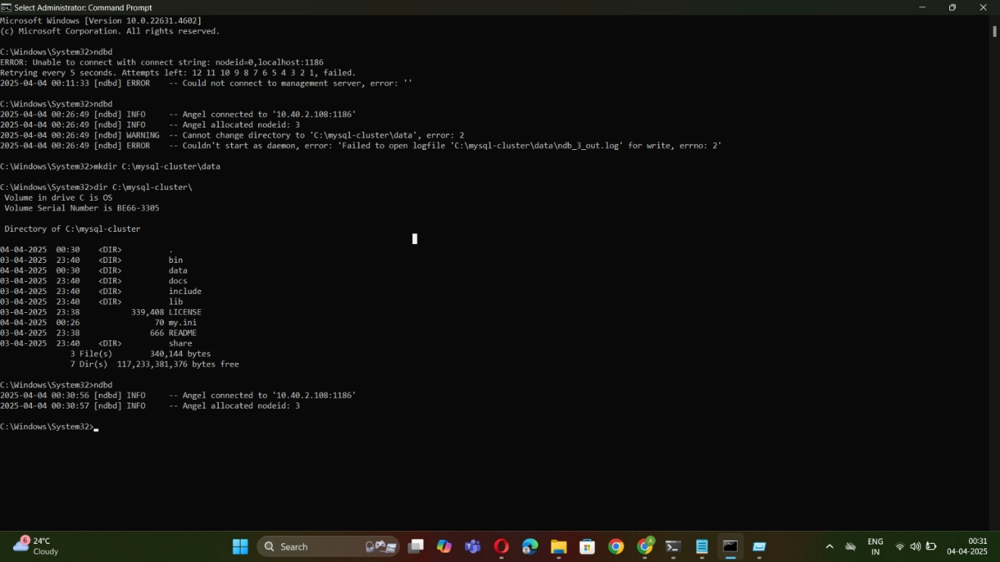 Select Administrator: Command Prompt
Microsoft Windows [Version 10.0.22631.4602]
(c) Microsoft Corporation. All rights reserved.
C:\Windows\System32>ndbd
ERROR: Unable to connect with connect string: nodeid=0,localhost:1186
Retrying every 5 seconds. Attempts left: 12 11 10 9 8 7 6 5 4 3 2 1, failed.
2025-04-04 00:11:33 [ndbd] ERROR    -- Could not connect to management server, error: ''
C:\Windows\System32>ndbd
2025-04-04 00:26:49 [ndbd] INFO     -- Angel connected to '10.40.2.108:1186'
2025-04-04 00:26:49 [ndbd] INFO     -- Angel allocated nodeid: 3
2025-04-04 00:26:49 [ndbd] WARNING  -- Cannot change directory to 'C:\mysql-cluster\data', error: 2
2025-04-04 00:26:49 [ndbd] ERROR    -- Couldn't start as daemon, error: 'Failed to open logfile 'C:\mysql-cluster\data\ndb_3_out.log' for write, errno: 2'
C:\Windows\System32>mkdir C:\mysql-cluster\data
C:\Windows\System32>dir C:\mysql-cluster\
Volume in drive C is OS
Volume Serial Number is BE66-3305
Directory of C:\mysql-cluster
04-04-2025  00:30    <DIR>          .
03-04-2025  23:40    <DIR>          bin
04-04-2025  00:30    <DIR>          data
03-04-2025  23:40    <DIR>          docs
03-04-2025  23:40    <DIR>          include
03-04-2025  23:40    <DIR>          lib
03-04-2025  23:38           339,408 LICENSE
04-04-2025  00:26                70 my.ini
03-04-2025  23:38               666 README
03-04-2025  23:40    <DIR>          share
3 File(s)        340,144 bytes
7 Dir(s)  117,233,381,376 bytes free
C:\Windows\System32>ndbd
2025-04-04 00:30:56 [ndbd] INFO     -- Angel connected to '10.40.2.108:1186'
2025-04-04 00:30:57 [ndbd] INFO     -- Angel allocated nodeid: 3
C:\Windows\System32>
6
24°C
Cloudy
Search
A
ENG
IN
00:31
04-04-2025